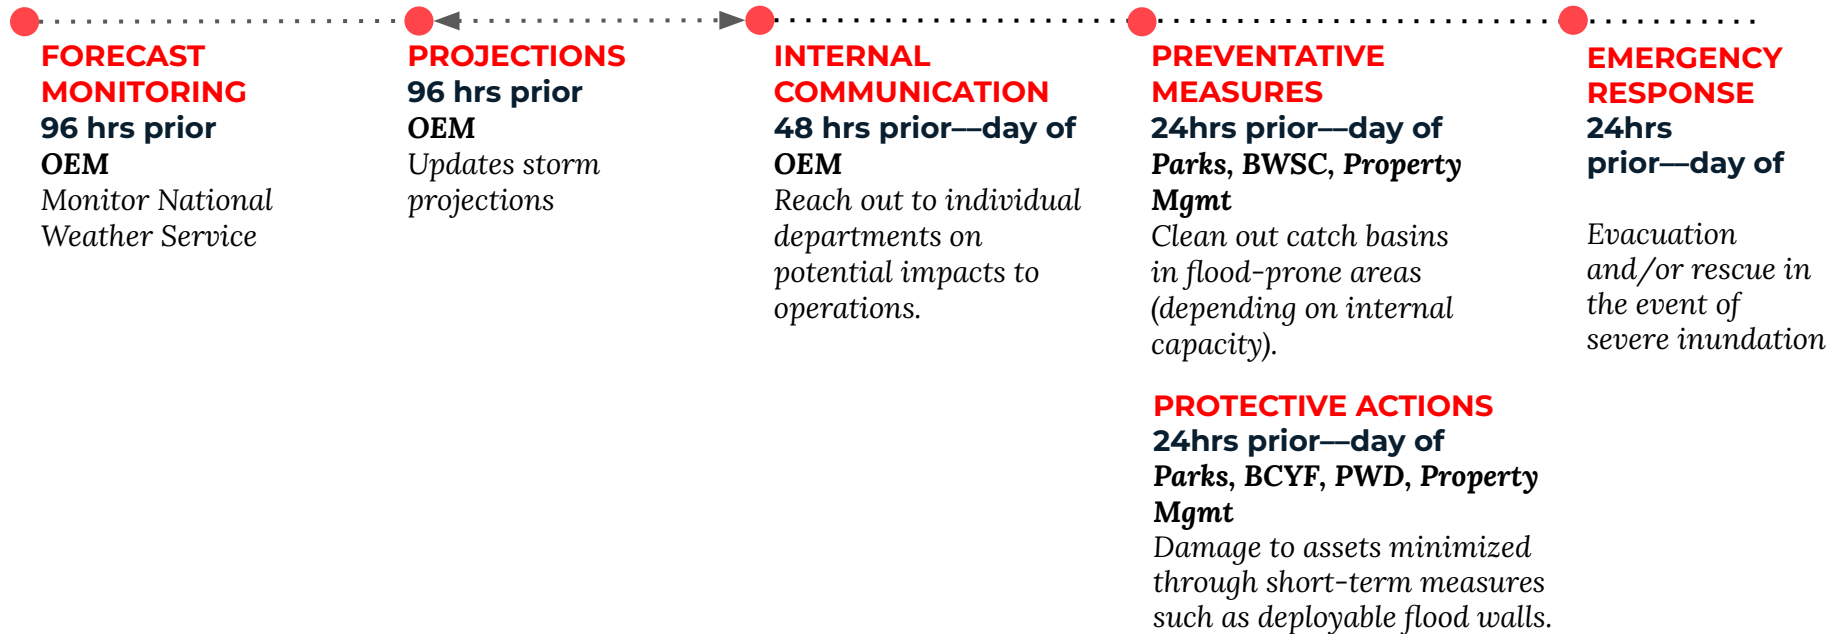 FORECAST
MONITORING
96 hrs prior
OEM
Monitor National
Weather Service
PROJECTIONS
96 hrs prior
OEM
Updates storm
projections
INTERNAL
COMMUNICATION
48 hrs prior—day of
OEM
Reach out to individual
departments on
potential impacts to
operations.
PREVENTATIVE
MEASURES
24hrs prior—day of
Parks, BWSC, Property
Mgmt
Clean out catch basins
in flood-prone areas
(depending on internal
capacity).
PROTECTIVE ACTIONS
24hrs prior—day of
Parks, BCYF, PWD, Property
Mgmt
Damage to assets minimized
through short-term measures
such as deployable flood walls.
EMERGENCY
RESPONSE
24hrs
prior—day of
Evacuation
and/or rescue in
the event of
severe inundation